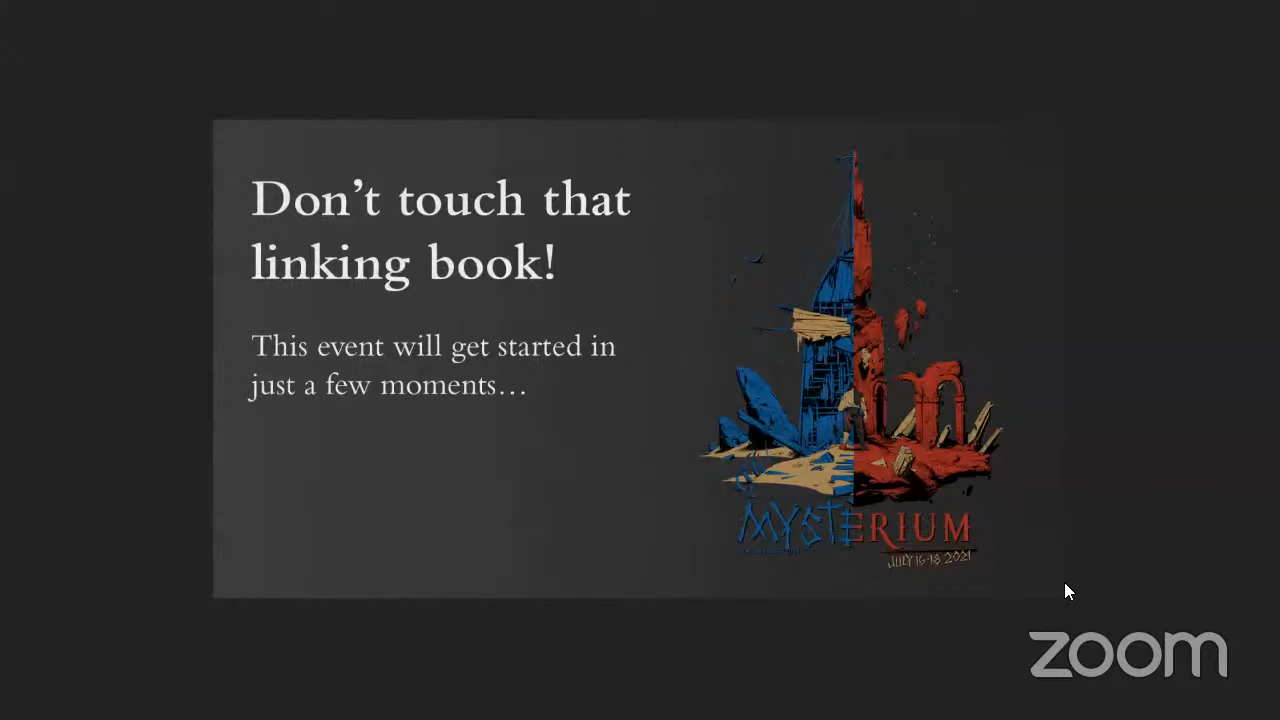 Don’t touch that
linking book!
This event will get started in
just a few moments…
MYSTERIUM
JULY 16-18 2021
zoom